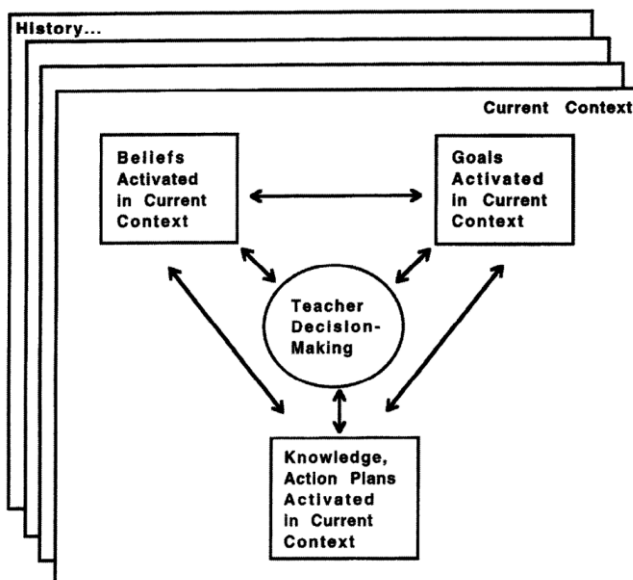 History...
Current Context
Beliefs
Activated
in Current
Context
Goals
Activated
in Current
Context
Teacher
Decision-
Making
Knowledge,
Action Plans
Activated
in Current
Context